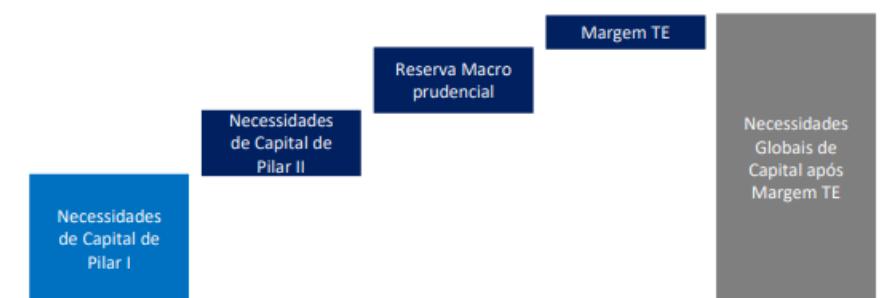 Necessidades
de Capital de
Pilar I
Necessidades
de Capital de
Pilar II
Reserva Macro
prudencial
Margem TE
Necessidades
Globais de
Capital após
Margem TE